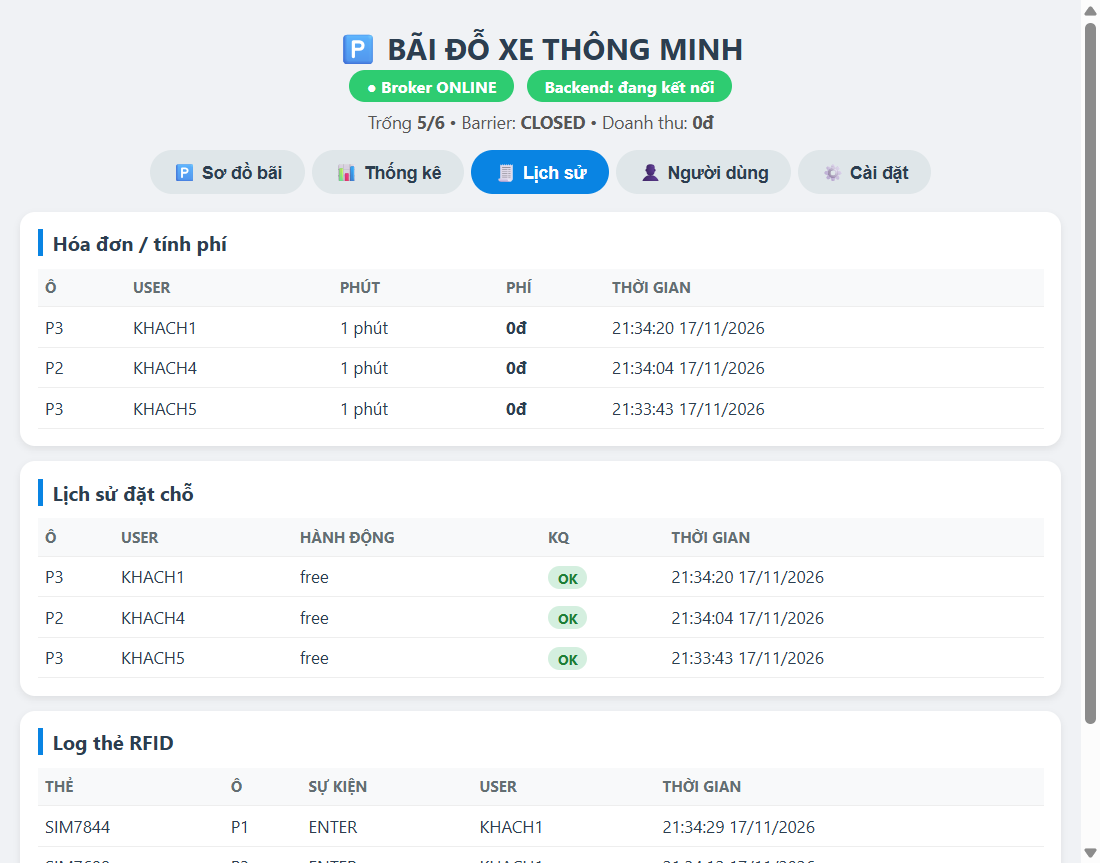 P BÃI ĐỖ XE THÔNG MINH
● Broker ONLINE Backend: đang kết nối
Trống 5/6 • Barrier: CLOSED • Doanh thu: 0đ
P Sơ đồ bãi Thống kê Lịch sử Người dùng Cài đặt
Hóa đơn / tính phí
Ô USER PHÚT PHÍ THỜI GIAN
P3 KHACH1 1 phút 0đ 21:34:20 17/11/2026
P2 KHACH4 1 phút 0đ 21:34:04 17/11/2026
P3 KHACH5 1 phút 0đ 21:33:43 17/11/2026
Lịch sử đặt chỗ
Ô USER HÀNH ĐỘNG KQ THỜI GIAN
P3 KHACH1 free OK 21:34:20 17/11/2026
P2 KHACH4 free OK 21:34:04 17/11/2026
P3 KHACH5 free OK 21:33:43 17/11/2026
Log thẻ RFID
THẺ Ô SỰ KIỆN USER THỜI GIAN
SIM7844 P1 ENTER KHACH1 21:34:29 17/11/2026